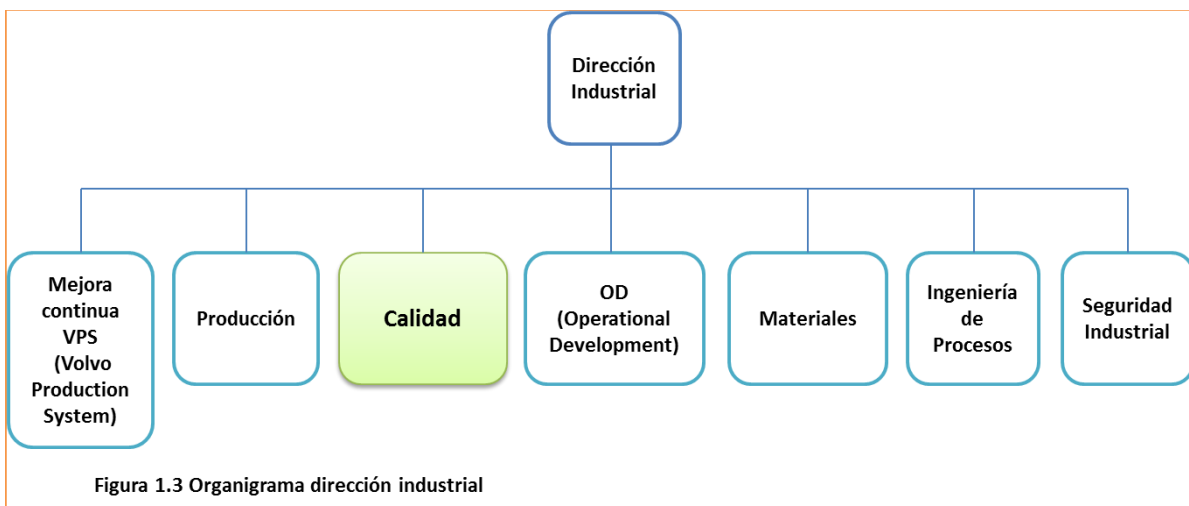 Dirección
Industrial
Mejora
continua
VPS
(Volvo
Production
System)
Producción
Calidad
OD
(Operational
Development)
Materiales
Ingeniería
de
Procesos
Seguridad
Industrial
Figura 1.3 Organigrama dirección industrial